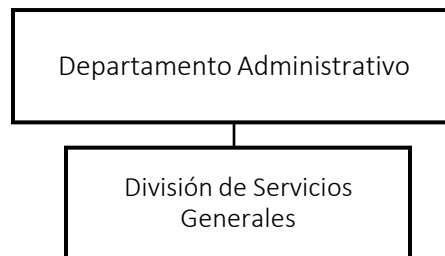 Departamento Administrativo
División de Servicios
Generales